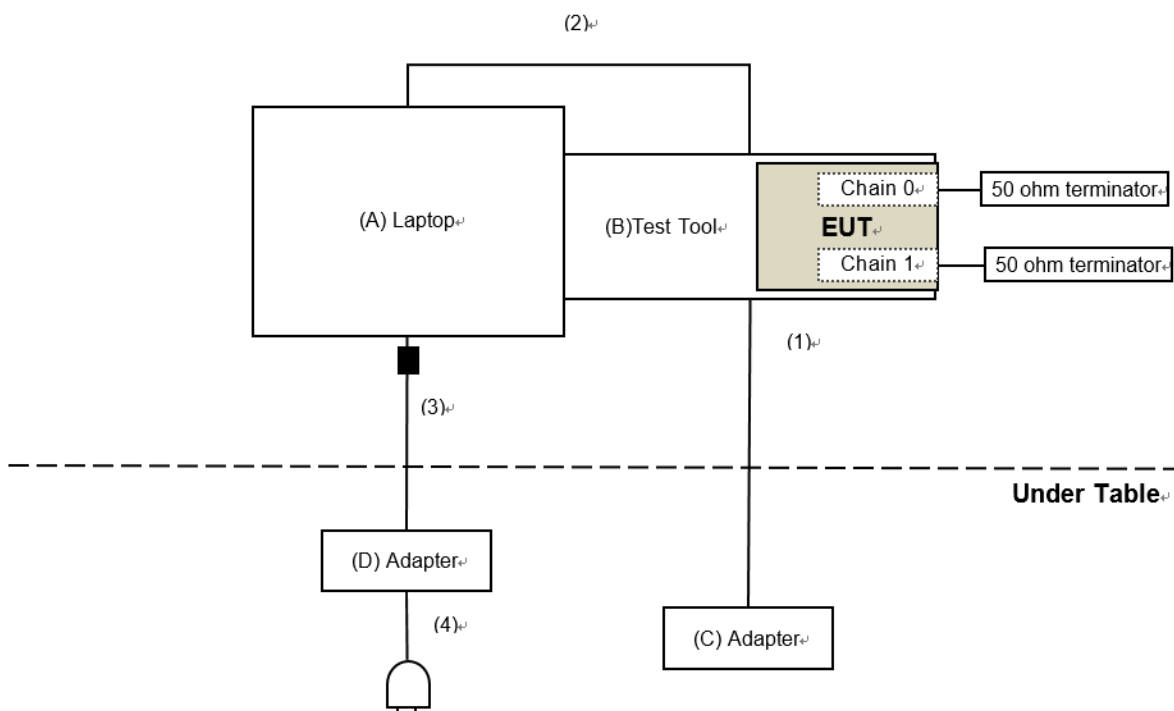 (2)
(A) Laptop
(B)Test Tool
Chain 0
EUT
Chain 1
50 ohm terminator
50 ohm terminator
(1)
(3)
Under Table
(D) Adapter
(4)
(C) Adapter